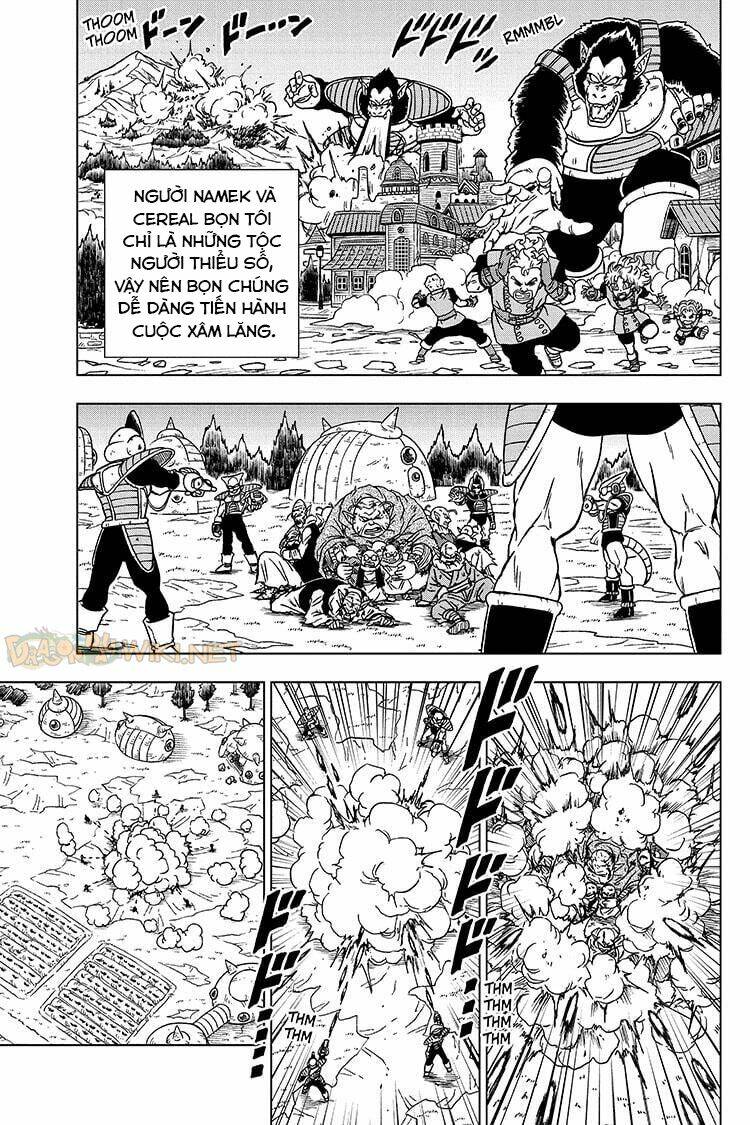 THOOM
THOOM
ドーン
ドー・・・ン
ドドドド
RMMMBL
NGƯỜI NAMEK VÀ
CEREAL BỌN TÔI
CHỈ LÀ NHỮNG TỘC
NGƯỜI THIỂU SỐ,
VẬY NÊN BỌN CHÚNG
DỄ DÀNG TIẾN HÀNH
CUỘC XÂM LĂNG.
DRAGONBALLWIKI.NET
ドドドド・・・・
THM
THM
THM
THM
ドド・・・・
THM
THM